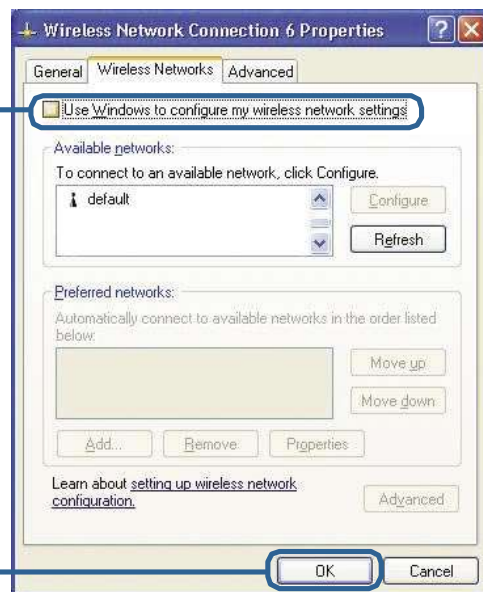 Wireless Network Connection 6 Properties
General Wireless Networks Advanced
Use Windows to configure my wireless network settings
Available networks:
To connect to an available network, click Configure.
default
Configure
Refresh
Preferred networks:
Automatically connect to available networks in the order listed
below:
Move up
Move down
Add... Remove Properties
Learn about setting up wireless network
configuration.
Advanced
OK Cancel